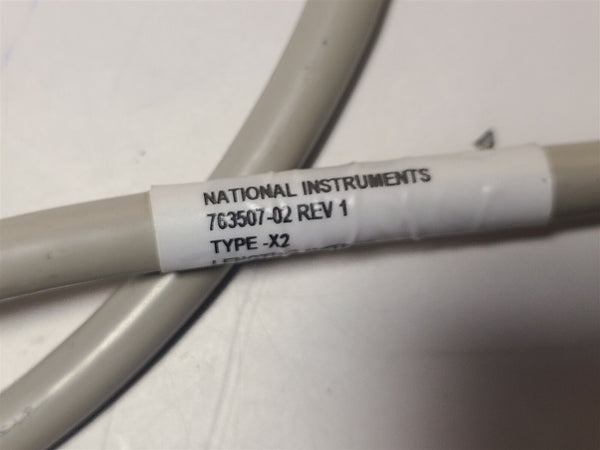 NATIONAL INSTRUMENTS
763507-02 REV 1
TYPE -X2